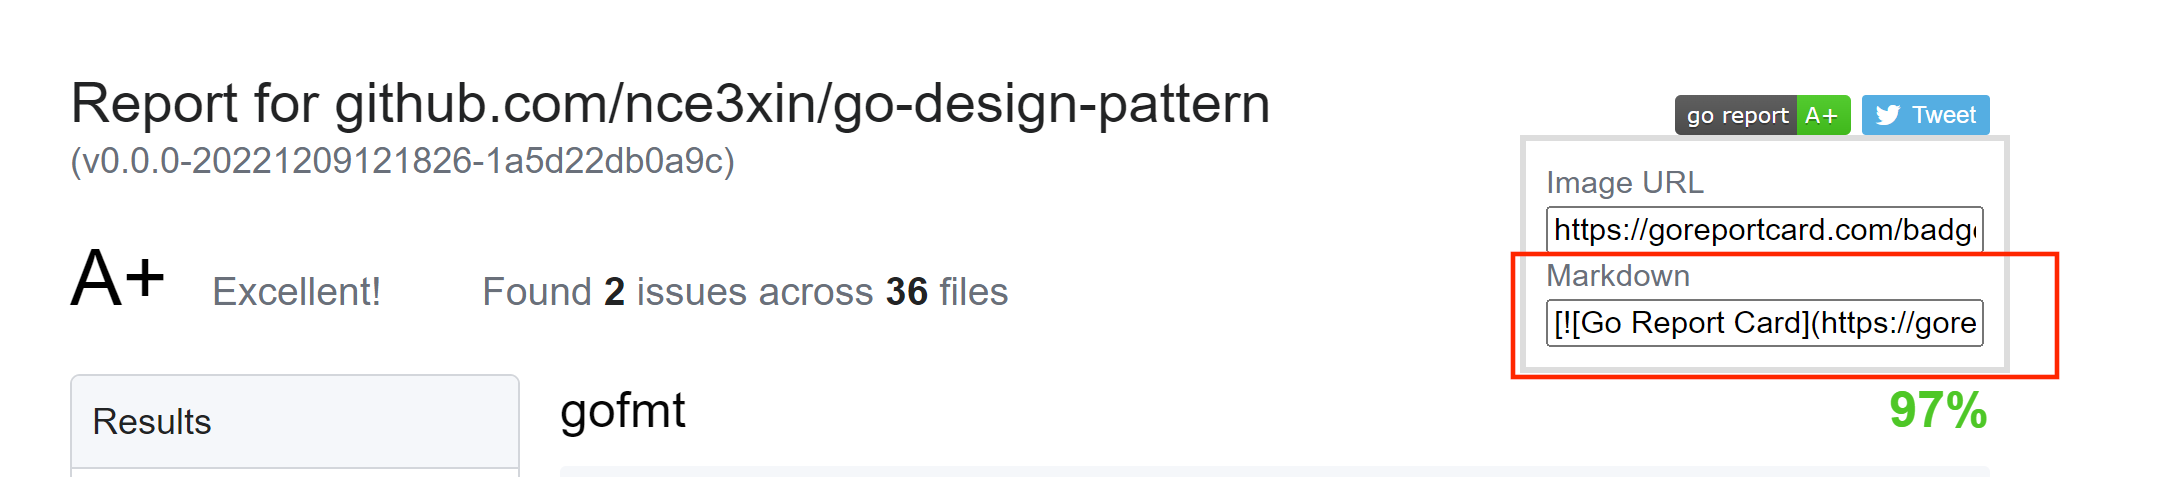 Report for github.com/nce3xin/go-design-pattern
(v0.0.0-20221209121826-1a5d22db0a9c)
go report A+
Tweet
Image URL
https://goreportcard.com/badg
Markdown
[![Go Report Card](https://gore
A+ Excellent! Found 2 issues across 36 files
Results
gofmt 97%